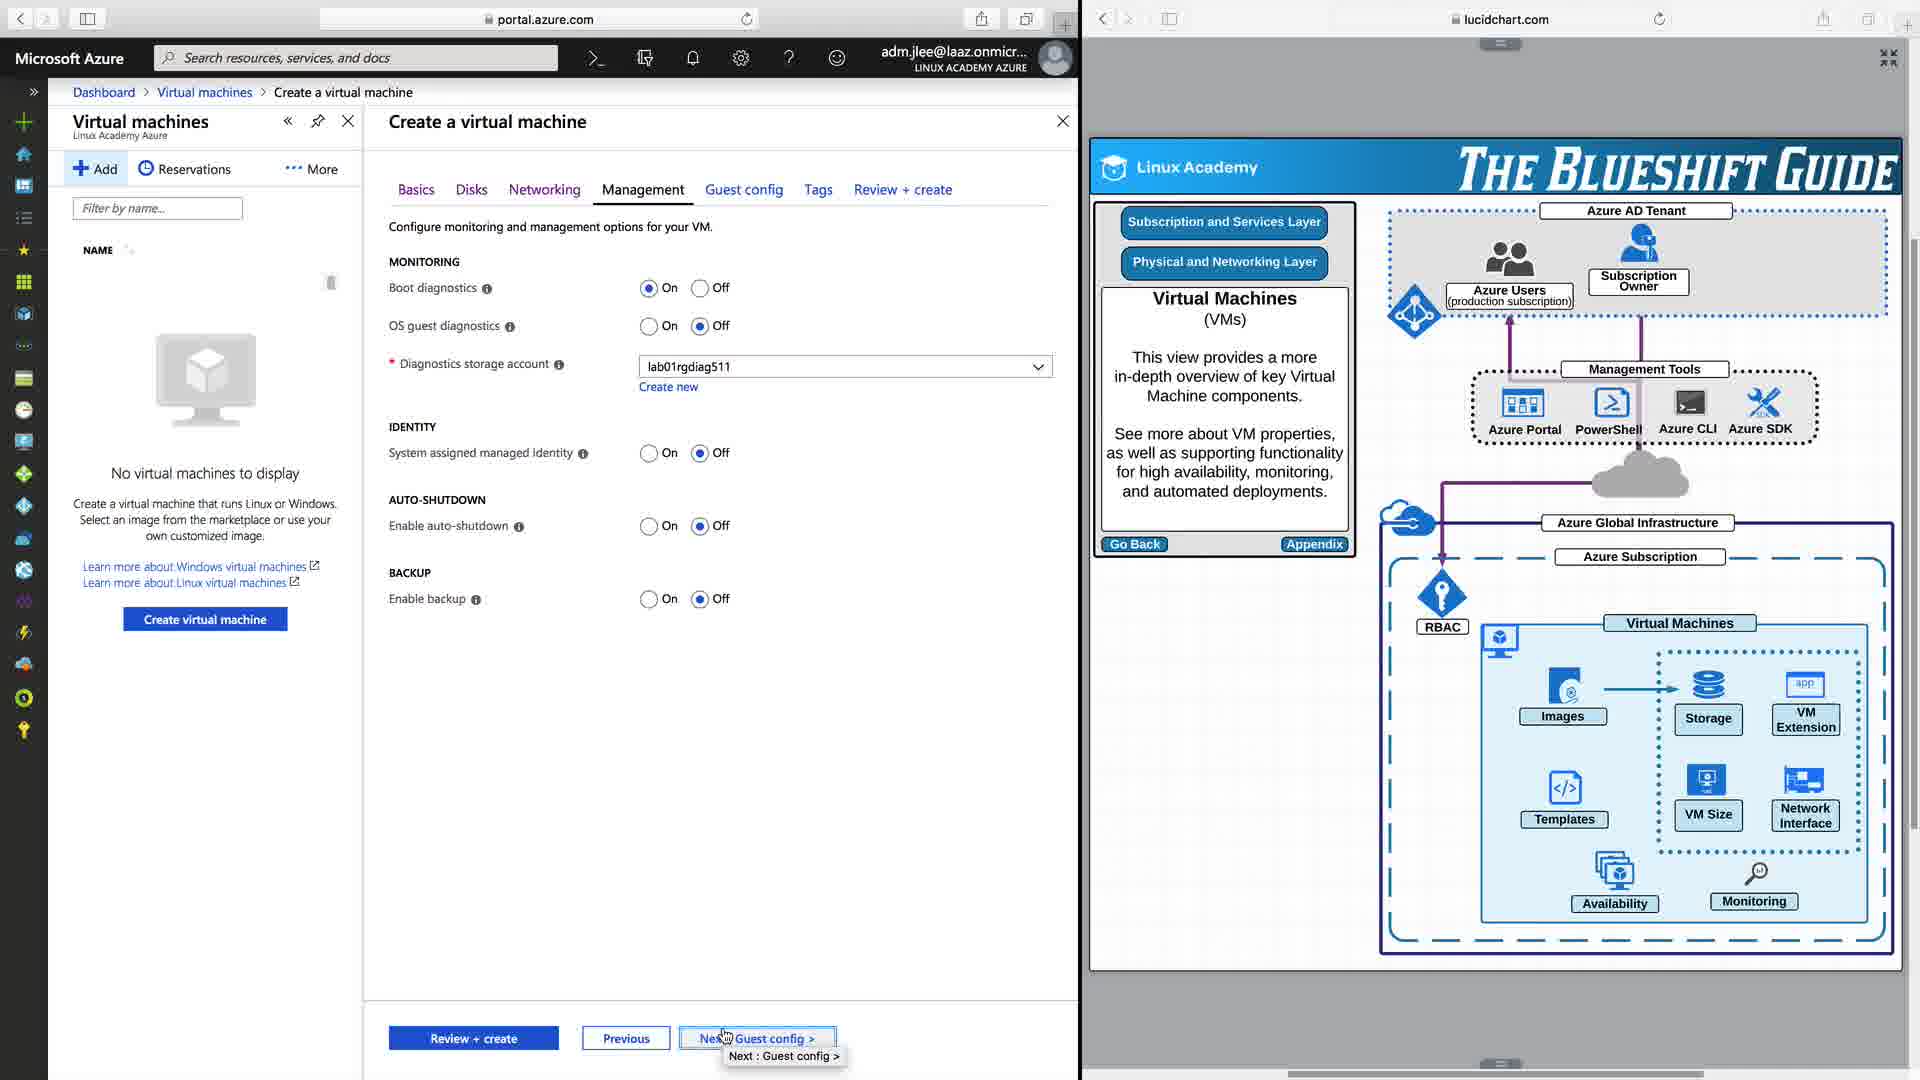 portal.azure.com
Microsoft Azure
Search resources, services, and docs
adm.jlee@laaz.onmicr...
LINUX ACADEMY AZURE
Dashboard > Virtual machines > Create a virtual machine
Virtual machines
Linux Academy Azure
Add
Reservations
More
Filter by name...
NAME
No virtual machines to display
Create a virtual machine that runs Linux or Windows.
Select an image from the marketplace or use your
own customized image.
Learn more about Windows virtual machines
Learn more about Linux virtual machines
Create virtual machine
Create a virtual machine
Basics Disks Networking Management Guest config Tags Review + create
Configure monitoring and management options for your VM.
MONITORING
Boot diagnostics On Off
OS guest diagnostics On Off
* Diagnostics storage account lab01rgdiag511
Create new
IDENTITY
System assigned managed identity On Off
AUTO-SHUTDOWN
Enable auto-shutdown On Off
BACKUP
Enable backup On Off
Review + create
Previous
Guest config >
Next : Guest config >
lucidchart.com
Linux Academy
THE BLUESHIFT GUIDE
Subscription and Services Layer
Physical and Networking Layer
Virtual Machines
(VMs)
This view provides a more
in-depth overview of key Virtual
Machine components.
See more about VM properties,
as well as supporting functionality
for high availability, monitoring,
and automated deployments.
Go Back
Appendix
Azure AD Tenant
Azure Users
(production subscription)
Subscription
Owner
Management Tools
Azure Portal
PowerShell
Azure CLI
SDK
Azure SDK
Azure Global Infrastructure
Azure Subscription
RBAC
Virtual Machines
Images
Storage
app
VM
Extension
Templates
VM Size
Network
Interface
Availability
Monitoring